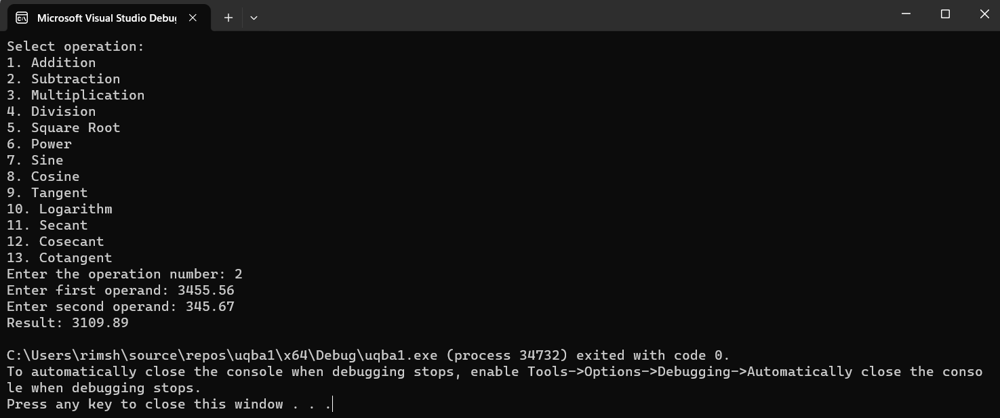 Microsoft Visual Studio Debug
Select operation:
1. Addition
2. Subtraction
3. Multiplication
4. Division
5. Square Root
6. Power
7. Sine
8. Cosine
9. Tangent
10. Logarithm
11. Secant
12. Cosecant
13. Cotangent
Enter the operation number: 2
Enter first operand: 3455.56
Enter second operand: 345.67
Result: 3109.89
C:\Users\rimsh\source\repos\uqba1\x64\Debug\uqba1.exe (process 34732) exited with code 0.
To automatically close the console when debugging stops, enable Tools->Options->Debugging->Automatically close the conso
le when debugging stops.
Press any key to close this window . . .